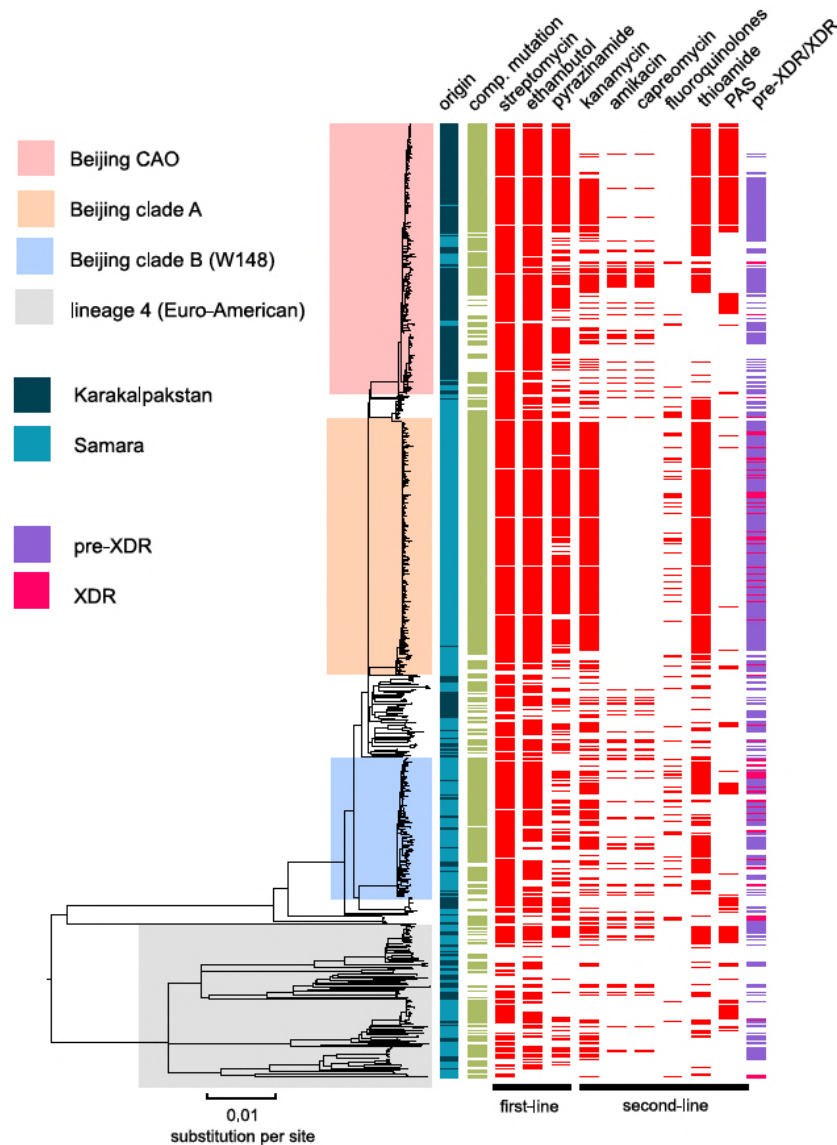 origin
comp. mutation
streptomycin
ethambutol
pyrazinamide
kanamycin
amikacin
capreomycin
fluoroquinolones
thioamide
PAS
pre-XDR/XDR
Beijing CAO
Beijing clade A
Beijing clade B (W148)
lineage 4 (Euro-American)
Karakalpakstan
Samara
pre-XDR
XDR
0,01
substitution per site
first-line
second-line